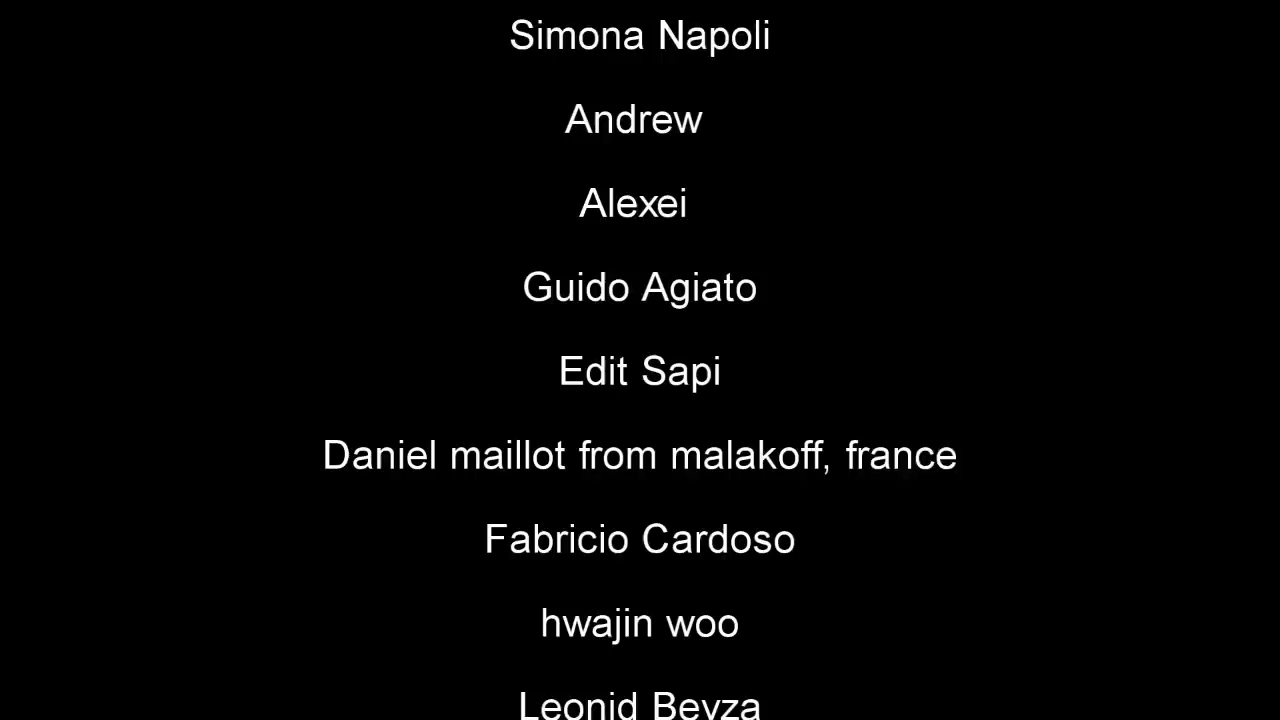 Simona Napoli
Andrew
Alexei
Guido Agiato
Edit Sapi
Daniel maillot from malakoff, france
Fabricio Cardoso
hwajin woo
Leonid Beyza